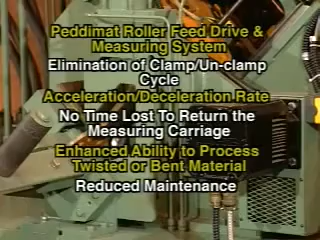 Peddimat Roller Feed Drive &
Measuring System
Elimination of Clamp/Un-clamp
Cycle
Acceleration/Deceleration Rate
No Time Lost To Return the
Measuring Carriage
Enhanced Ability to Process
Twisted or Bent Material
Reduced Maintenance